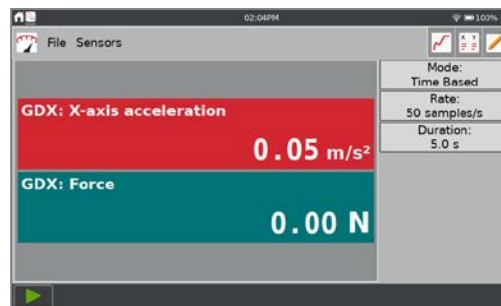 02:04PM
100%
File Sensors
X Y
Mode:
Time Based
Rate:
50 samples/s
Duration:
5.0 s
GDX: X-axis acceleration
0.05 m/s²
GDX: Force
0.00 N